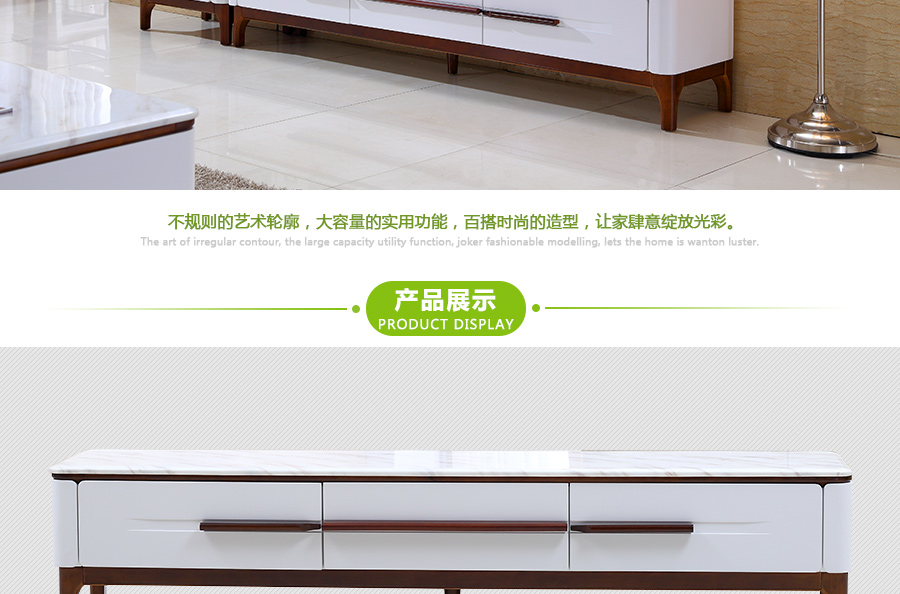 不规则的艺术轮廓，大容量的实用功能，百搭时尚的造型，让家肆意绽放光彩。
The art of irregular contour, the large capacity utility function, joker fashionable modelling, lets the home is wanton luster.
产品展示
PRODUCT DISPLAY